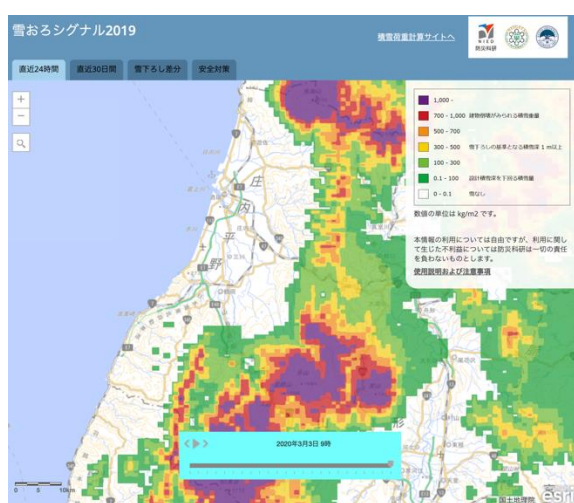 雪おろシグナル2019
積雪荷重計算サイトへ
NIED
防災科研
直近24時間
直近30日間
雪下ろし差分
安全対策
1,000 -
700 - 1,000 建物倒壊がみられる積雪重量
500 - 700
300 - 500 雪下ろしの基準となる積雪深1m以上
100 - 300
0.1 - 100 設計積雪深を下回る積雪量
0 - 0.1 雪なし
数値の単位は kg/m2 です。
本情報の利用については自由ですが、利用に関し
て生じた不利益については防災科研は一切の責任
を負わないものとします。
使用説明および注意事項
庄
内
平
野
形
2020年3月3日 9時
0 5 10km
国土地理院
esri